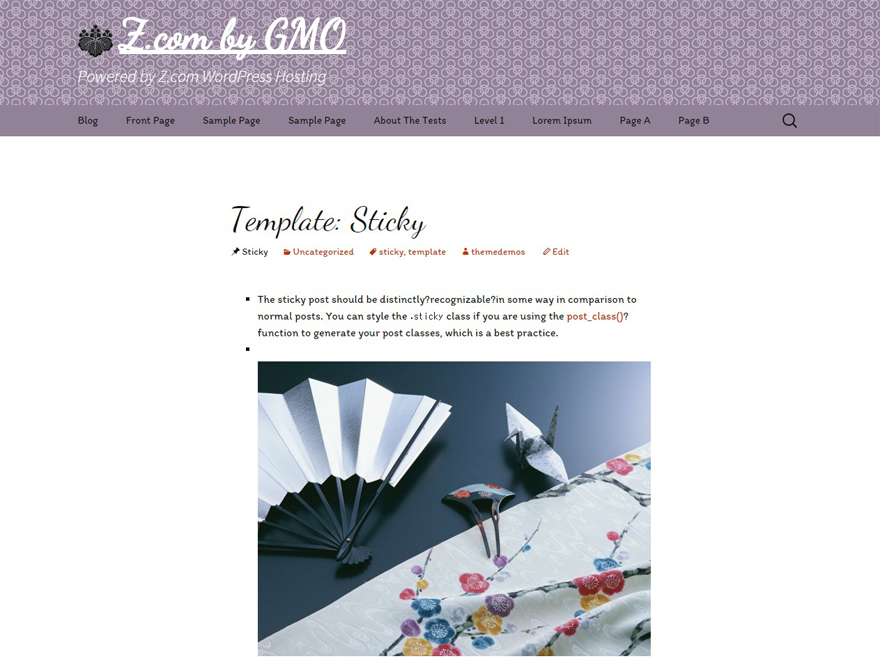 Z.com by GMO
Powered by Z.com WordPress Hosting
Blog Front Page Sample Page Sample Page About The Tests Level 1 Lorem Ipsum Page A Page B
Template: Sticky
Sticky Uncategorized sticky, template themedemos Edit
The sticky post should be distinctly?recognizable?in some way in comparison to
normal posts. You can style the .sticky class if you are using the post_class()?
function to generate your post classes, which is a best practice.